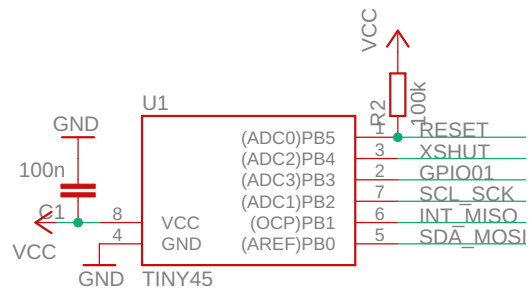 VCC
R2
100k
U1
GND
100n
C1
VCC
(ADC0)PB5 1 RESET
(ADC2)PB4 3 XSHUT
(ADC3)PB3 2 GPIO01
(ADC1)PB2 7 SCL_SCK
8 VCC (OCP)PB1 6 INT_MISO
4 GND (AREF)PB0 5 SDA_MOSI
GND
TINY45